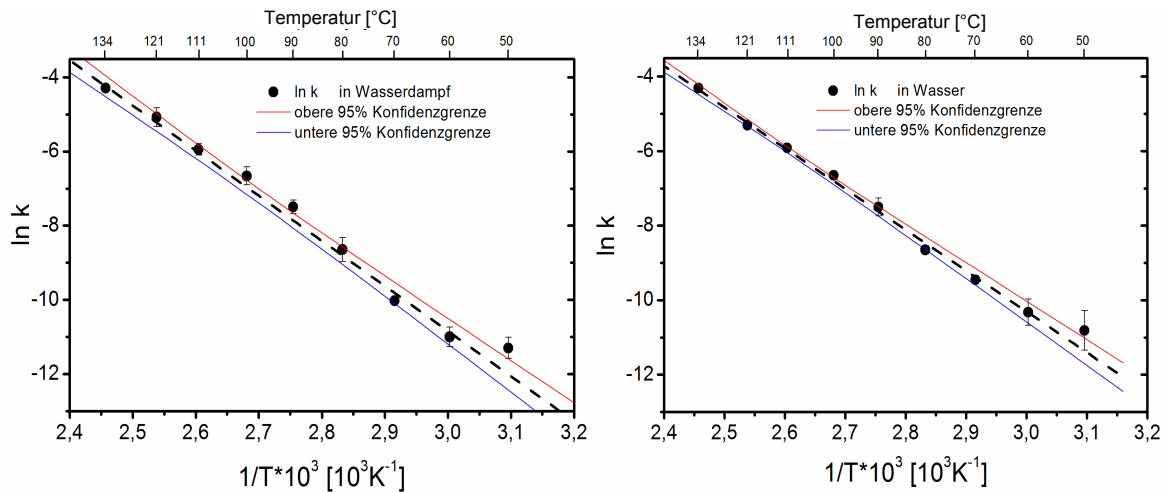 Temperatur [°C]
134 121 111 100 90 80 70 60 50
-4
-6
-8
-10
-12
ln k
ln k in Wasserdampf
obere 95% Konfidenzgrenze
untere 95% Konfidenzgrenze
2,4 2,5 2,6 2,7 2,8 2,9 3,0 3,1 3,2
1/T*10³ [10³K⁻¹]
Temperatur [°C]
134 121 111 100 90 80 70 60 50
-4
-6
-8
-10
-12
ln k
ln k in Wasser
obere 95% Konfidenzgrenze
untere 95% Konfidenzgrenze
2,4 2,5 2,6 2,7 2,8 2,9 3,0 3,1 3,2
1/T*10³ [10³K⁻¹]